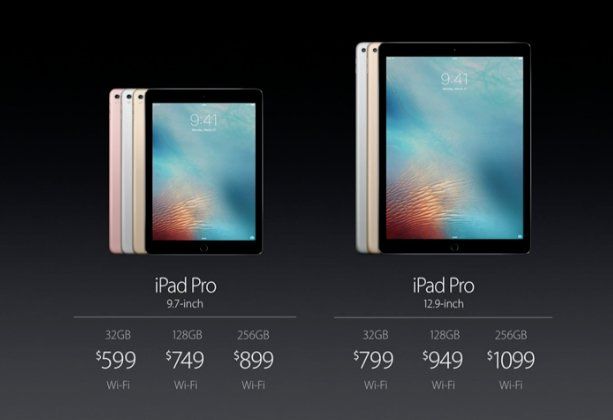 9:41
9:41
iPad Pro
9.7-inch
32GB 128GB 256GB
$599 $749 $899
Wi-Fi Wi-Fi Wi-Fi
iPad Pro
12.9-inch
32GB 128GB 256GB
$799 $949 $1099
Wi-Fi Wi-Fi Wi-Fi